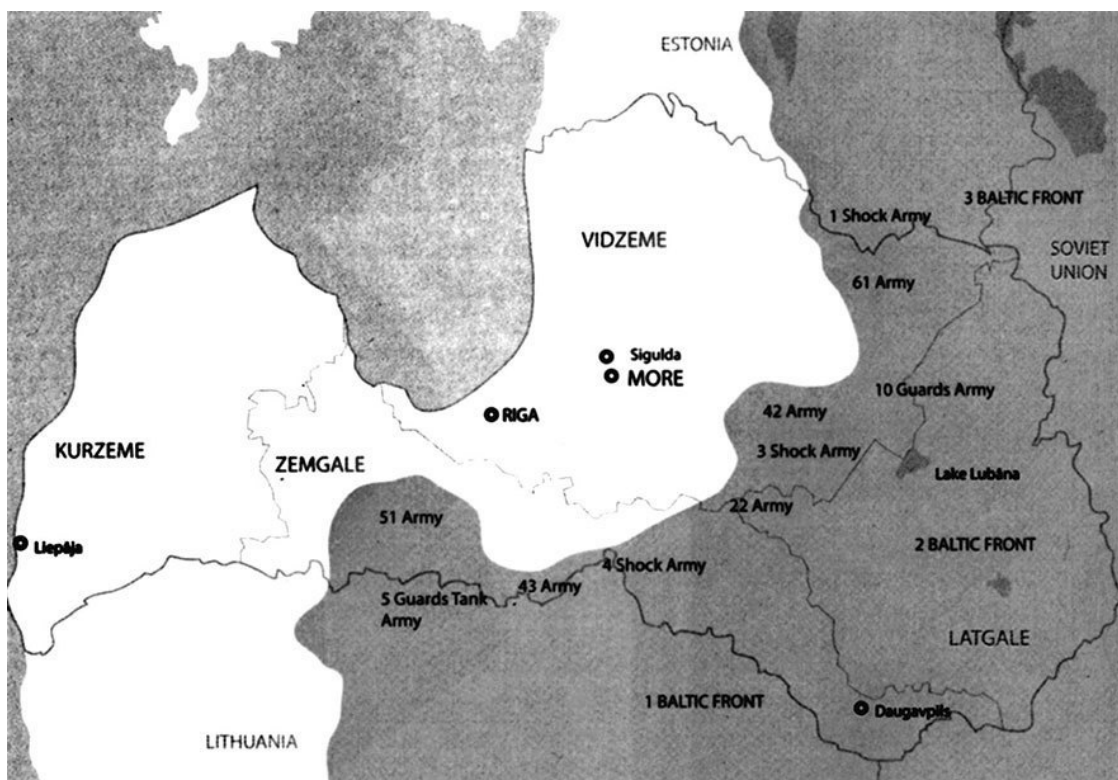 ESTONIA
3 BALTIC FRONT
1 Shock Army
VIDZEME
SOVIET
UNION
61 Army
Sigulda
MORE
10 Guards Army
RIGA
42 Army
KURZEME
ZEMGALE
3 Shock Army
Lake Lubāna
22 Army
51 Army
Liepāja
2 BALTIC FRONT
4 Shock Army
43 Army
5 Guards Tank
Army
LATGALE
1 BALTIC FRONT
Daugavpils
LITHUANIA